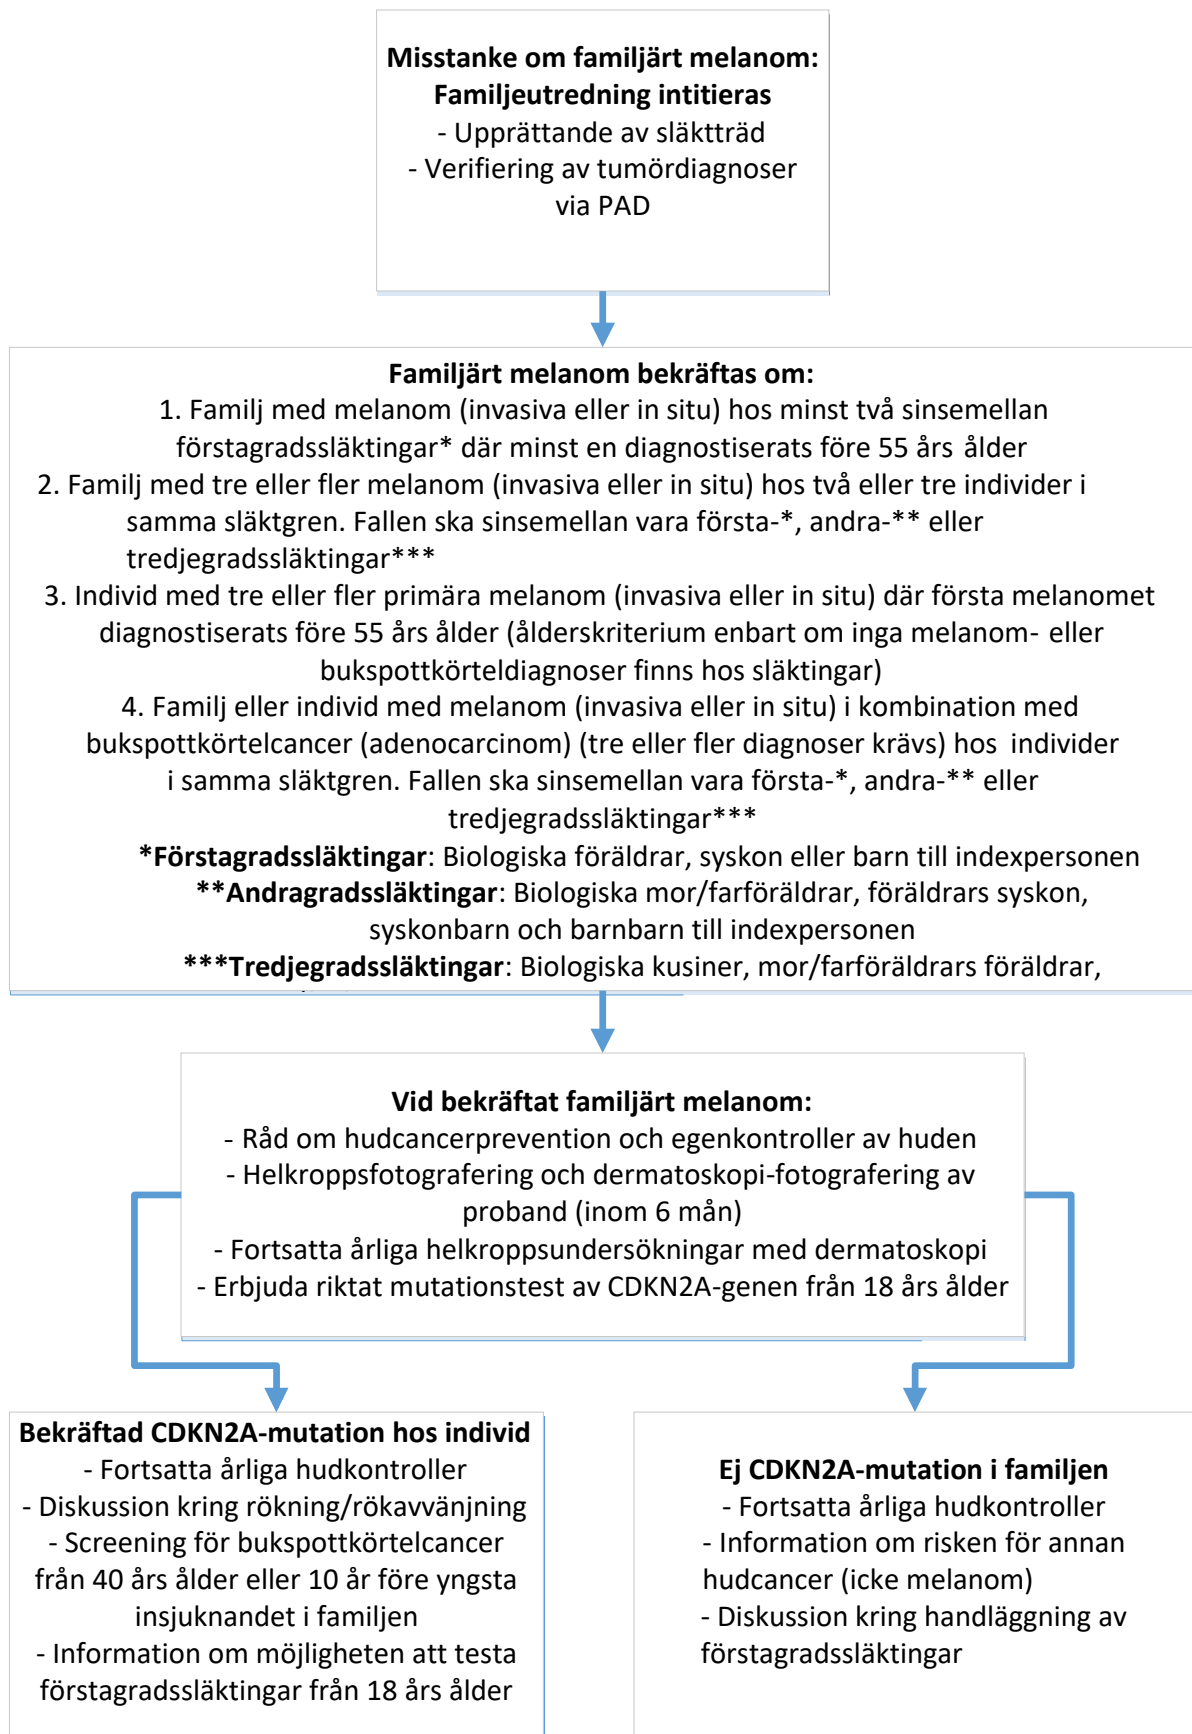 Misstanke om familjärt melanom:
Familjeutredning intitieras
- Upprättande av släktträd
- Verifiering av tumördiagnoser
via PAD
Familjärt melanom bekräftas om:
1. Familj med melanom (invasiva eller in situ) hos minst två sinsemellan
förstagradssläktingar* där minst en diagnostiserats före 55 års ålder
2. Familj med tre eller fler melanom (invasiva eller in situ) hos två eller tre individer i
samma släktgren. Fallen ska sinsemellan vara första-*, andra-** eller
tredjegradssläktingar***
3. Individ med tre eller fler primära melanom (invasiva eller in situ) där första melanomet
diagnostiserats före 55 års ålder (ålderskriterium enbart om inga melanom- eller
bukspottkörteldiagnoser finns hos släktingar)
4. Familj eller individ med melanom (invasiva eller in situ) i kombination med
bukspottkörtelcancer (adenocarcinom) (tre eller fler diagnoser krävs) hos individer
i samma släktgren. Fallen ska sinsemellan vara första-*, andra-** eller
tredjegradssläktingar***
*Förstagradssläktingar: Biologiska föräldrar, syskon eller barn till indexpersonen
**Andragradssläktingar: Biologiska mor/farföräldrar, föräldrars syskon,
syskonbarn och barnbarn till indexpersonen
***Tredjegradssläktingar: Biologiska kusiner, mor/farföräldrars föräldrar,
Vid bekräftat familjärt melanom:
- Råd om hudcancerprevention och egenkontroller av huden
- Helkroppsfotografering och dermatoskopi-fotografering av
proband (inom 6 mån)
- Fortsatta årliga helkroppsundersökningar med dermatoskopi
- Erbjuda riktat mutationstest av CDKN2A-genen från 18 års ålder
Bekräftad CDKN2A-mutation hos individ
- Fortsatta årliga hudkontroller
- Diskussion kring rökning/rökavvänjning
- Screening för bukspottkörtelcancer
från 40 års ålder eller 10 år före yngsta
insjuknandet i familjen
- Information om möjligheten att testa
förstagradssläktingar från 18 års ålder
Ej CDKN2A-mutation i familjen
- Fortsatta årliga hudkontroller
- Information om risken för annan
hudcancer (icke melanom)
- Diskussion kring handläggning av
förstagradssläktingar